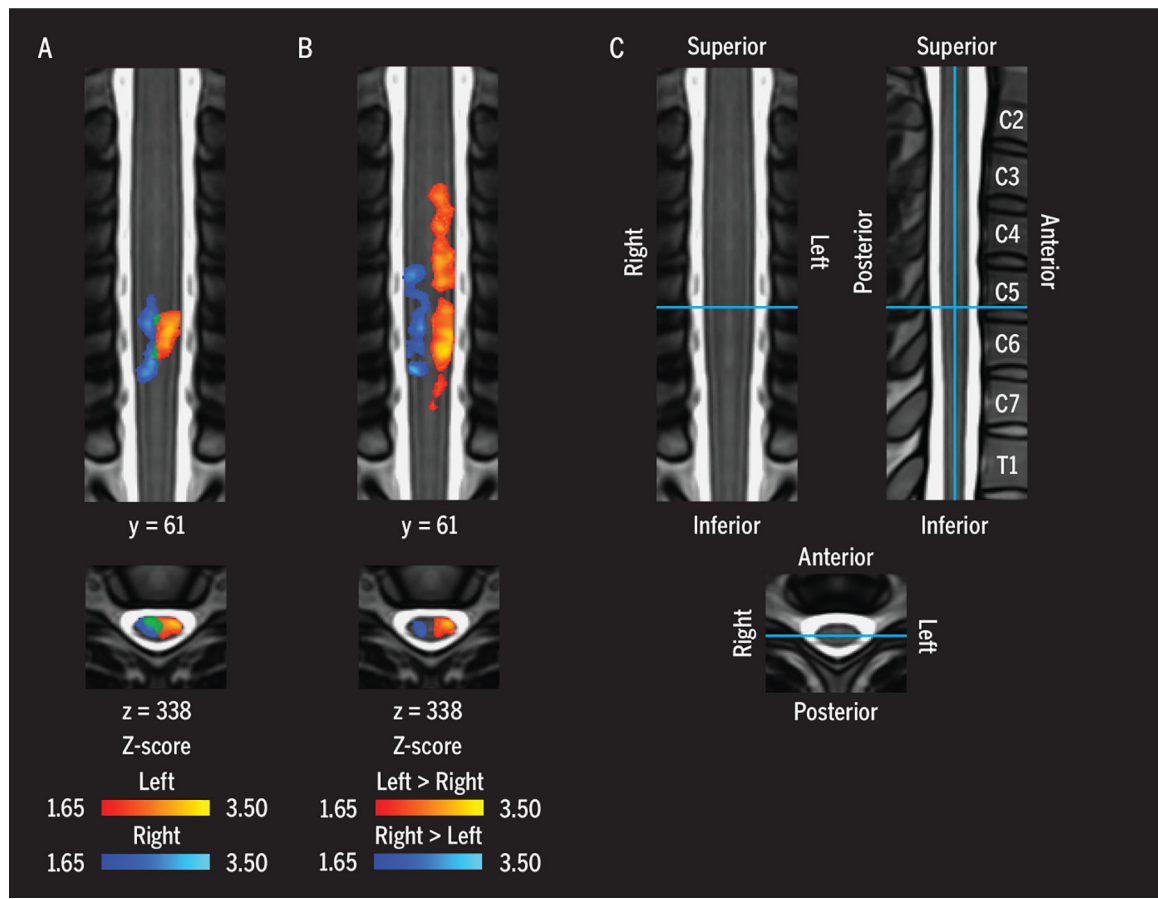 A
B
C
Superior
Superior
Right
Left
Posterior
Anterior
C2
C3
C4
C5
C6
C7
T1
y = 61
y = 61
Inferior
Inferior
Anterior
Right
Left
Posterior
z = 338
z = 338
Z-score
Z-score
Left
1.65 3.50
Right
1.65 3.50
Left > Right
1.65 3.50
Right > Left
1.65 3.50